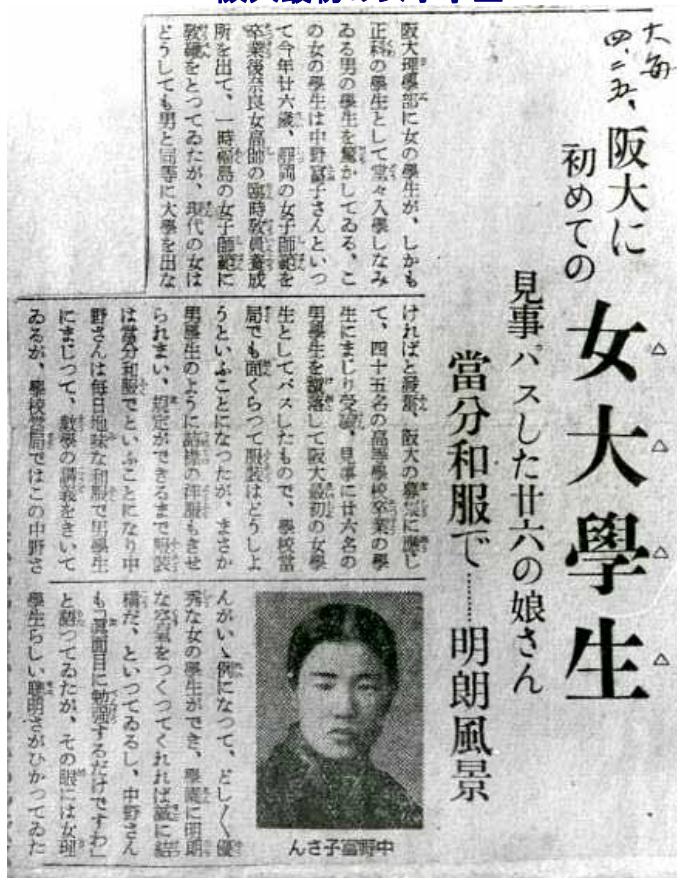 大毎
四、二五、
阪大に
初めての
女大學生
見事パスした廿六の娘さん
當分和服で………明朗風景
阪大理學部に女の學生が、しかも
正科の學生として堂々入學しなみ
ゐる男の學生を驚かしてゐる、こ
の女の學生は中野富子さんといつ
て今年廿六歳、靜岡の女子師範を
卒業後奈良女高師の臨時敎員養成
所を出て、一時福島の女子師範に
敎鞭をとつてゐたが、現代の女は
どうしても男と同等に大學を出な
ければと發奮、阪大の募集に應じ
て、四十五名の高等學校卒業の學
生にまじり受驗、見事に廿六名の
男學生を蹴落して阪大最初の女學
生としてパスしたもので、學校當
局でも面くらつて服装はどうしよ
うといふことになつたが、まさか
男學生のように詰襟の洋服もきせ
られまい、規定ができるまで服装
は當分和服でといふことになり中
野さんは毎日地味な和服で男學生
にまじつて、數學の講義をきいて
ゐるが、學校當局ではこの中野さ
んがいゝ例になつて、どし〱優
秀な女の學生ができ、學園に明朗
な空氣をつくつてくれれば誠に結
構だ、といつてゐるし、中野さん
も「眞面目に勉强するだけですわ」
と語つてゐたが、その眼には女理
學生らしい聰明さがひかつてゐた
中野富子さん